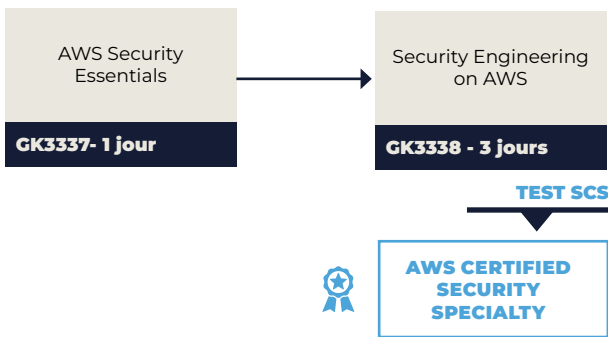 AWS Security
Essentials
GK3337- 1 jour
Security Engineering
on AWS
GK3338 - 3 jours
TEST SCS
AWS CERTIFIED
SECURITY
SPECIALTY